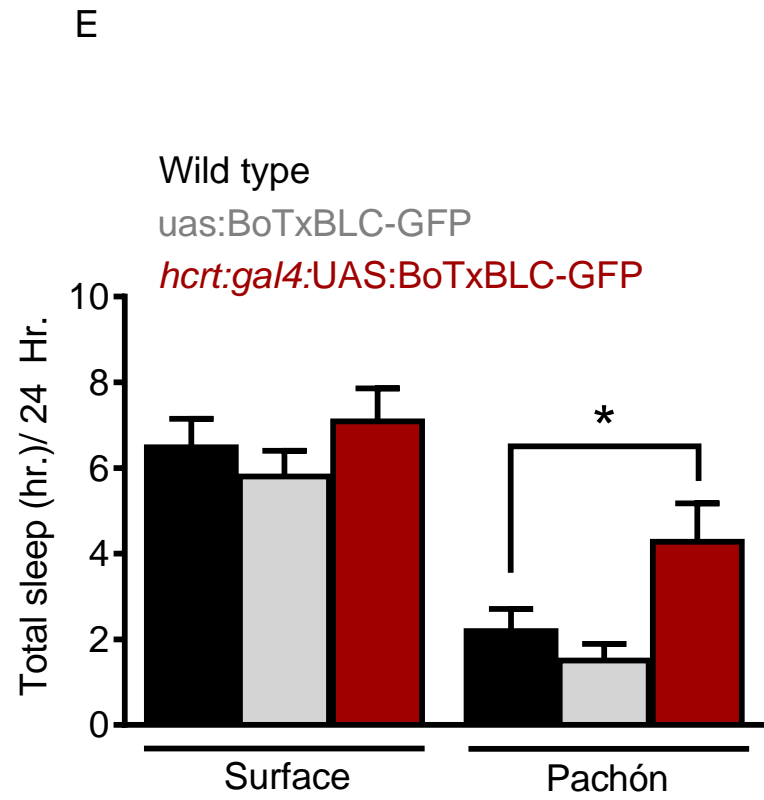 E
Wild type
uas:BoTxBLC-GFP
hcrt:gal4:UAS:BoTxBLC-GFP
10
8
6
4
2
0
Total sleep (hr.)/ 24 Hr.
*
Surface
Pachón